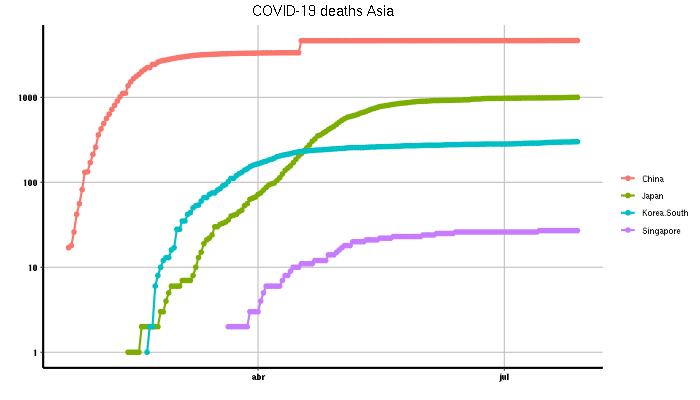 COVID-19 deaths Asia
1000
100
10
1
abr
jul
China
Japan
Korea.South
Singapore